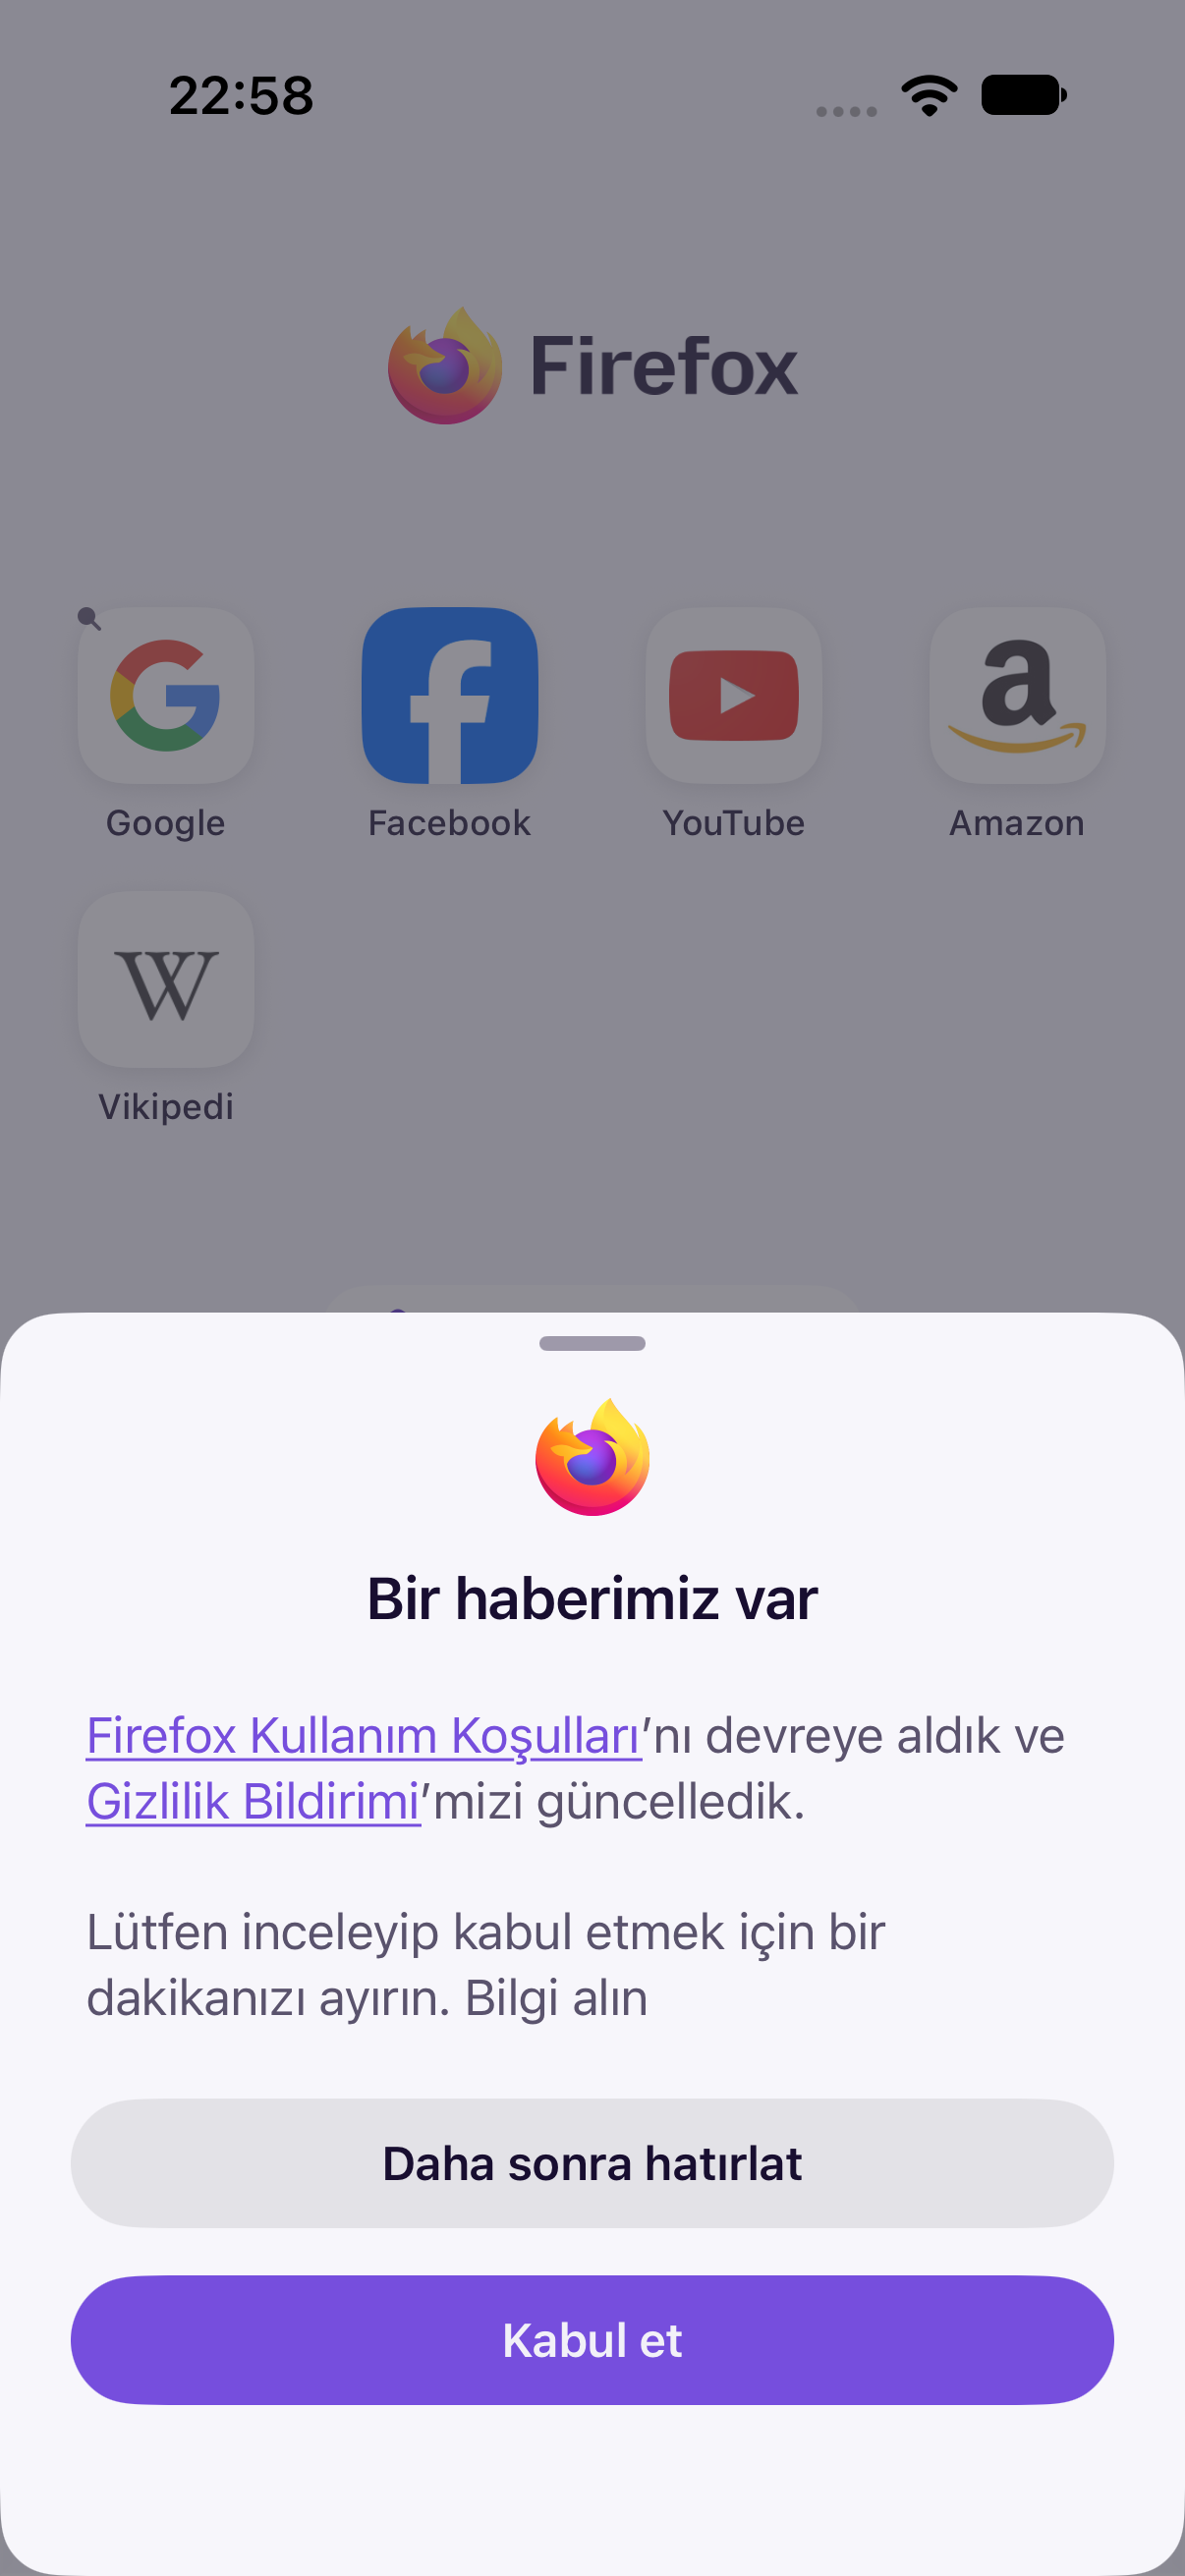 22:58
Firefox
Google
Facebook
YouTube
Amazon
Vikipedi
Bir haberimiz var
Firefox Kullanım Koşulları’nı devreye aldık ve
Gizlilik Bildirimi’mizi güncelledik.
Lütfen inceleyip kabul etmek için bir
dakikanızı ayırın. Bilgi alın
Daha sonra hatırlat
Kabul et